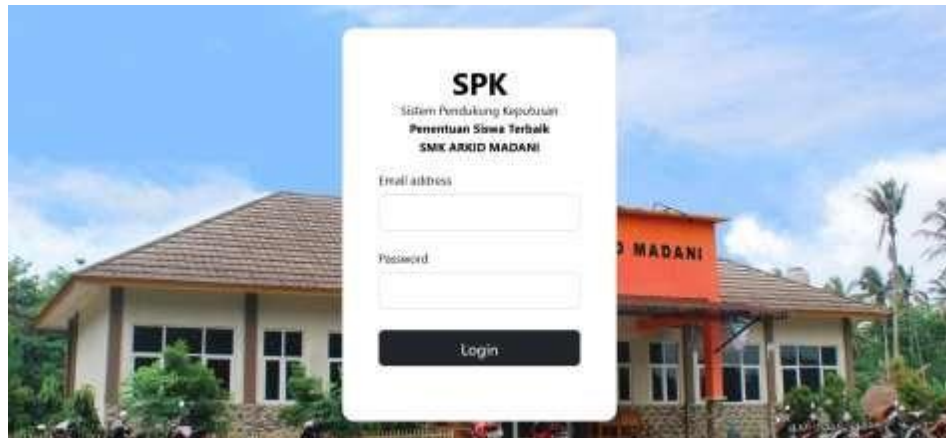 SPK
Sistem Pendukung Keputusan
Penentuan Siswa Terbaik
SMK ARKID MADANI
Email address
MADANI
Password
Login